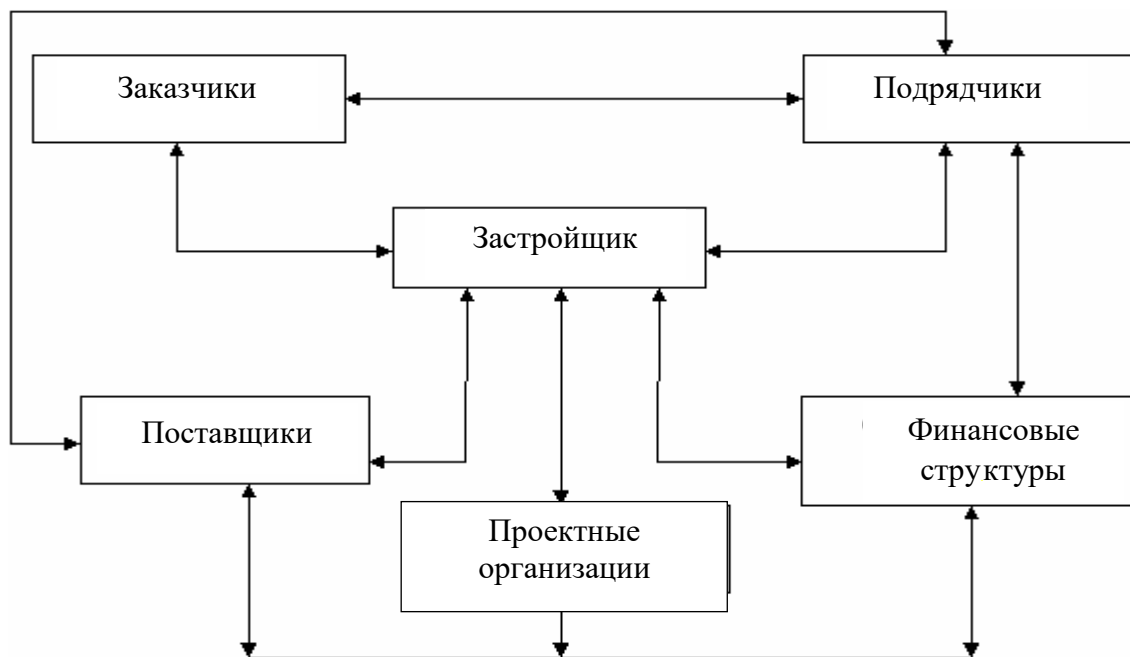 Заказчики
Подрядчики
Застройщик
Поставщики
Финансовые
структуры
Проектные
организации